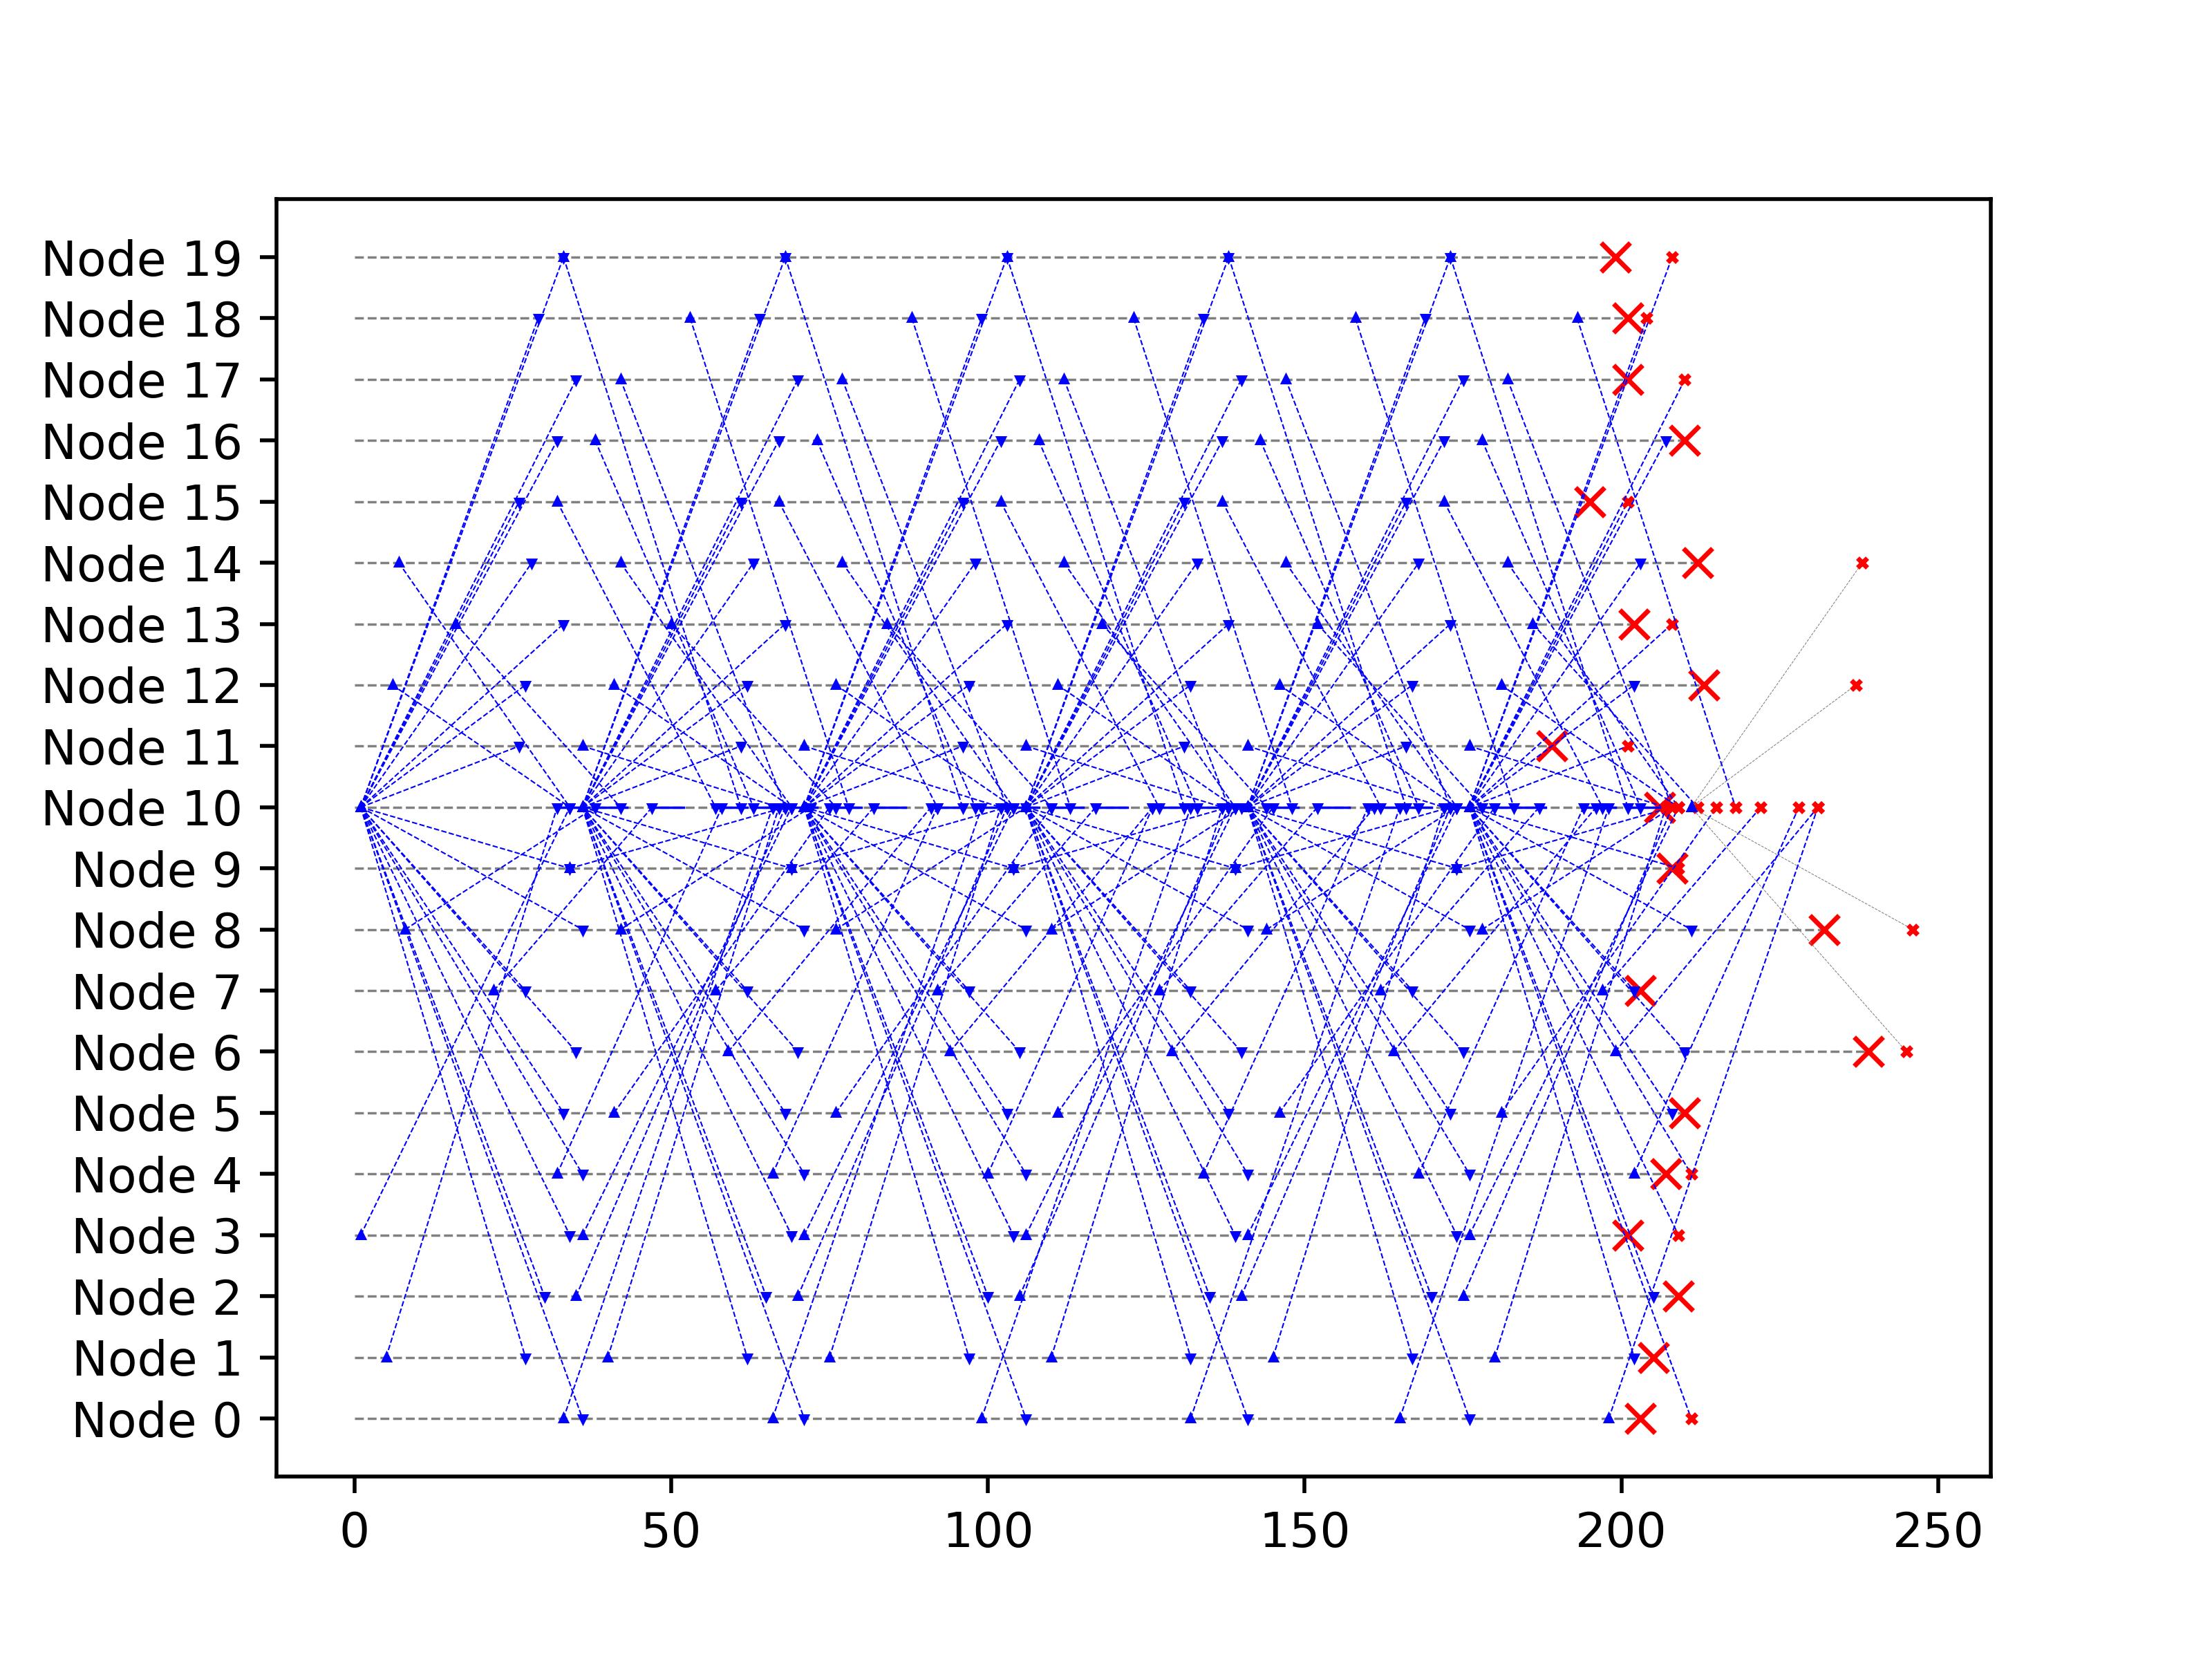 Node 19
Node 18
Node 17
Node 16
Node 15
Node 14
Node 13
Node 12
Node 11
Node 10
Node 9
Node 8
Node 7
Node 6
Node 5
Node 4
Node 3
Node 2
Node 1
Node 0
0 50 100 150 200 250